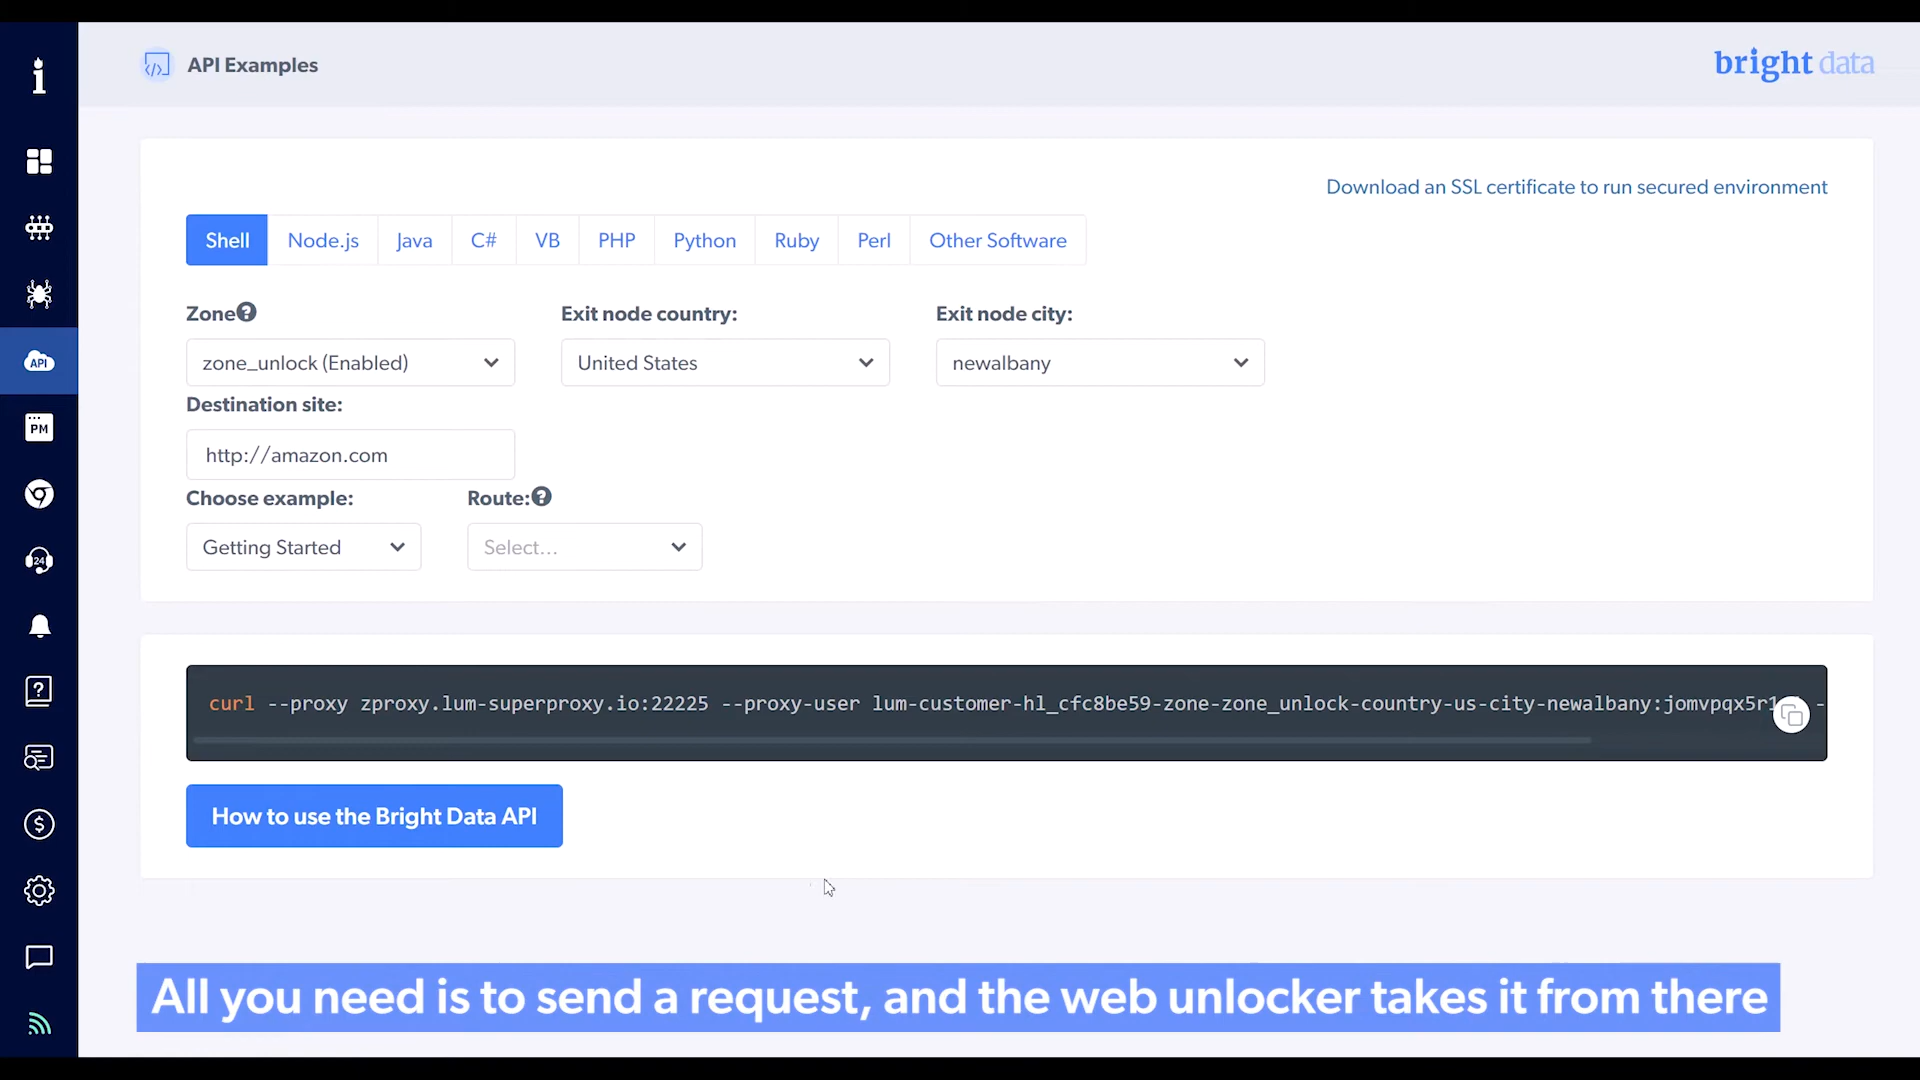 API Examples
bright data
Download an SSL certificate to run secured environment
Shell Node.js Java C# VB PHP Python Ruby Perl Other Software
Zone? Exit node country: Exit node city:
zone_unlock (Enabled) United States newalbany
Destination site:
http://amazon.com
Choose example: Route:?
Getting Started Select...
curl --proxy zproxy.lum-superproxy.io:22225 --proxy-user lum-customer-hl_cfc8be59-zone-zone_unlock-country-us-city-newalbany:jomvpqx5r1 -
How to use the Bright Data API
All you need is to send a request, and the web unlocker takes it from there
API
PM
24
?
$